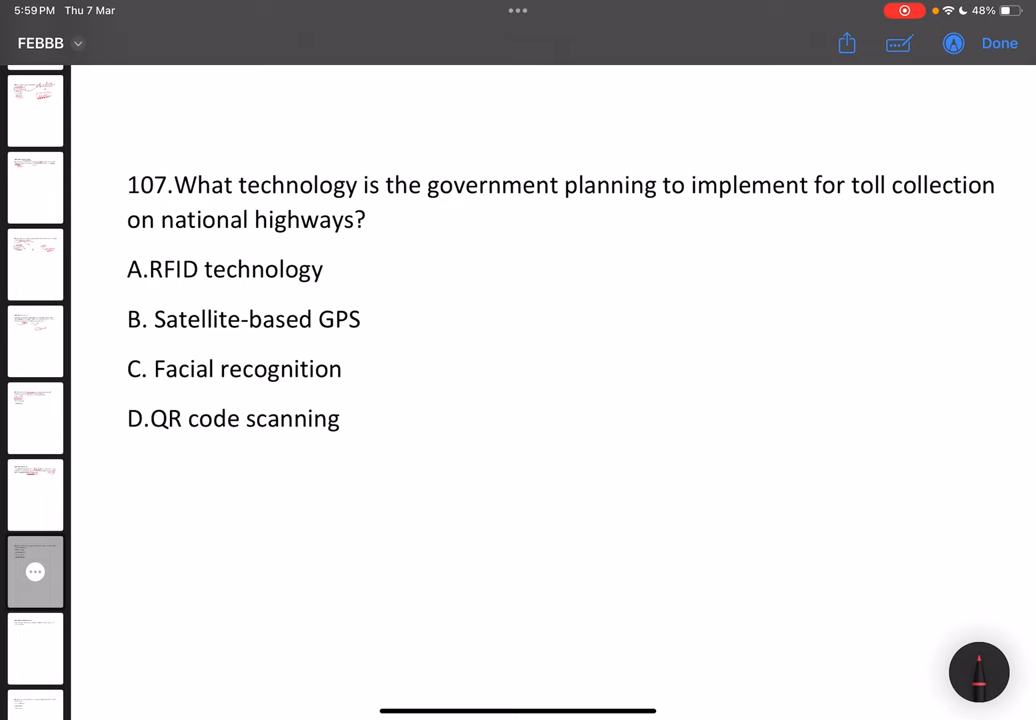 5:59 PM Thu 7 Mar
48%
FEBBB
Done
107.What technology is the government planning to implement for toll collection
on national highways?
A.RFID technology
B. Satellite-based GPS
C. Facial recognition
D.QR code scanning